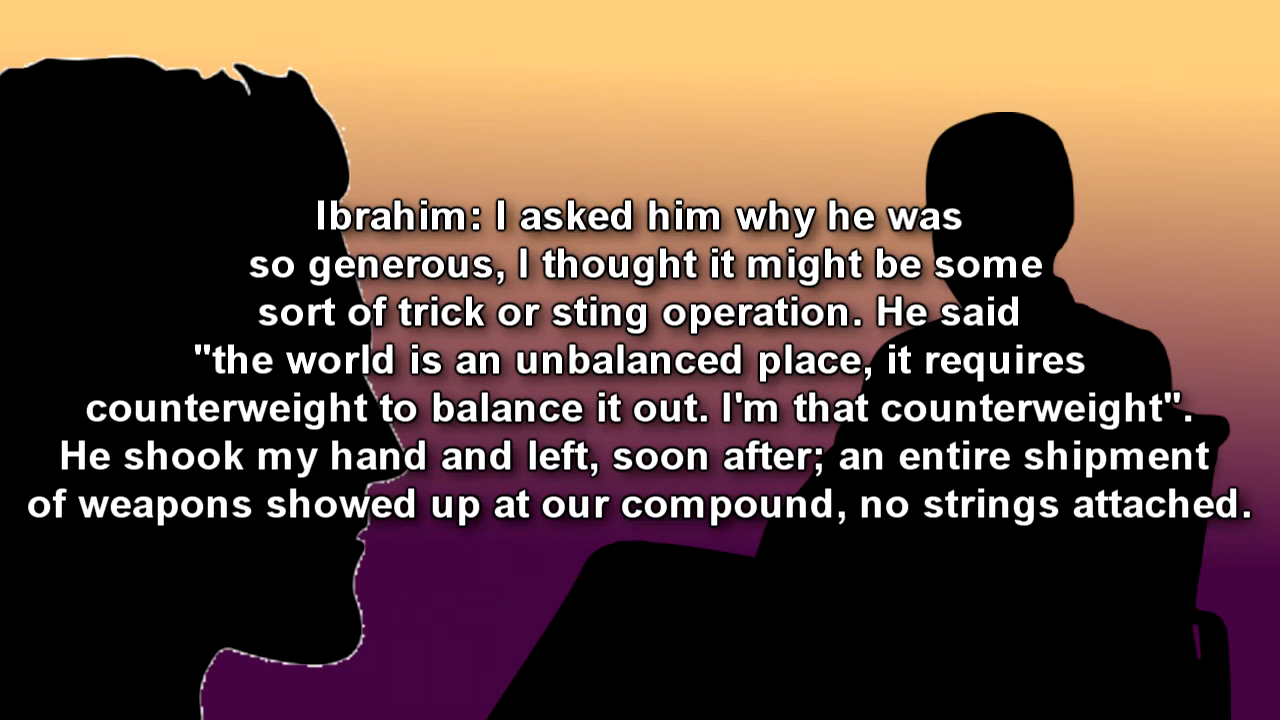 Ibrahim: I asked him why he was
so generous, I thought it might be some
sort of trick or sting operation. He said
"the world is an unbalanced place, it requires
counterweight to balance it out. I'm that counterweight".
He shook my hand and left, soon after; an entire shipment
of weapons showed up at our compound, no strings attached.